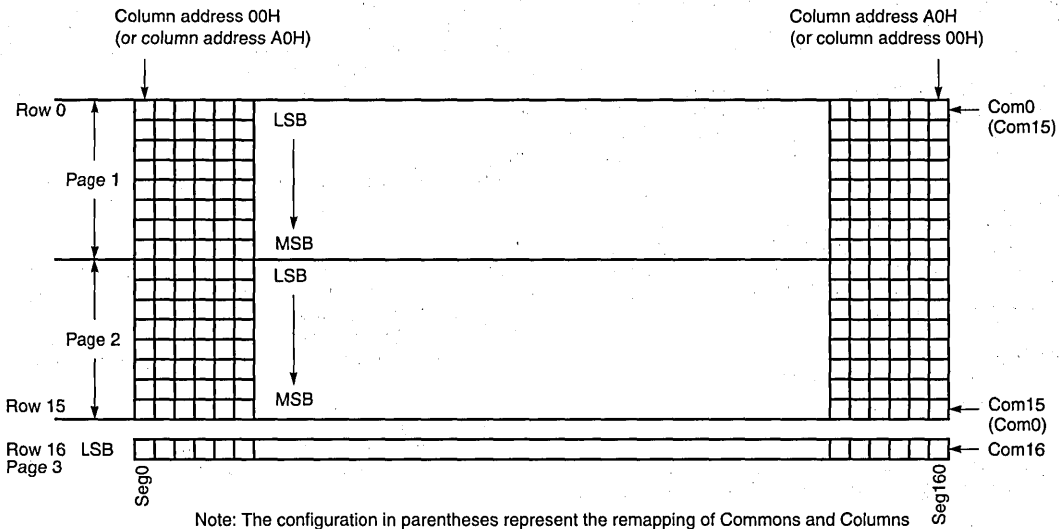 Column address 00H
(or column address A0H)
Column address A0H
(or column address 00H)
Row 0
LSB
Com0
(Com15)
Page 1
MSB
LSB
Page 2
MSB
Row 15
Com15
(Com0)
Row 16 LSB
Page 3
Com16
Seg0
Seg160
Note: The configuration in parentheses represent the remapping of Commons and Columns